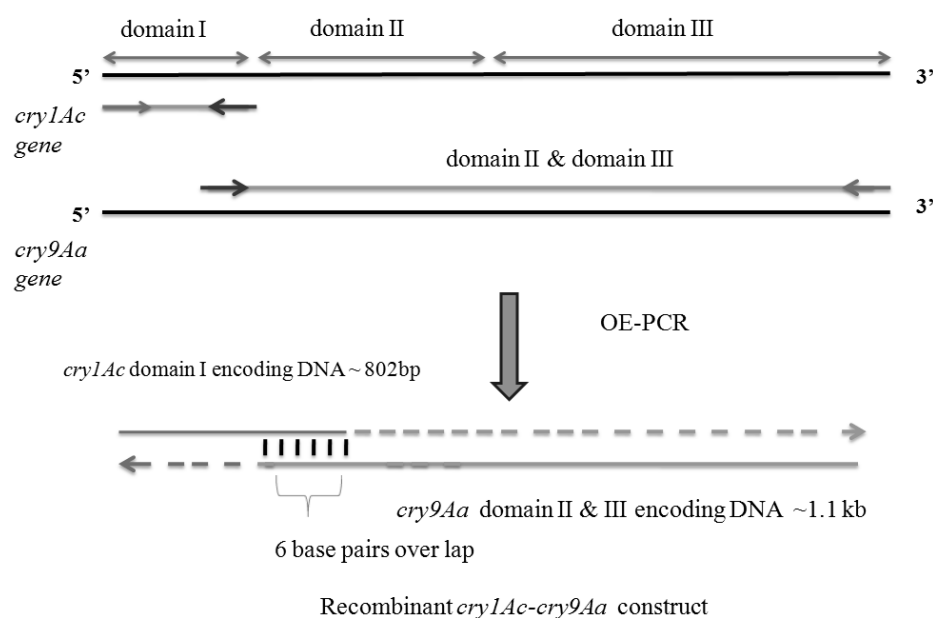 domain I domain II domain III
5’ 3’
cry1Ac
gene
domain II & domain III
5’ 3’
cry9Aa
gene
OE-PCR
cry1Ac domain I encoding DNA ~ 802bp
cry9Aa domain II & III encoding DNA ~1.1 kb
6 base pairs over lap
Recombinant cry1Ac-cry9Aa construct